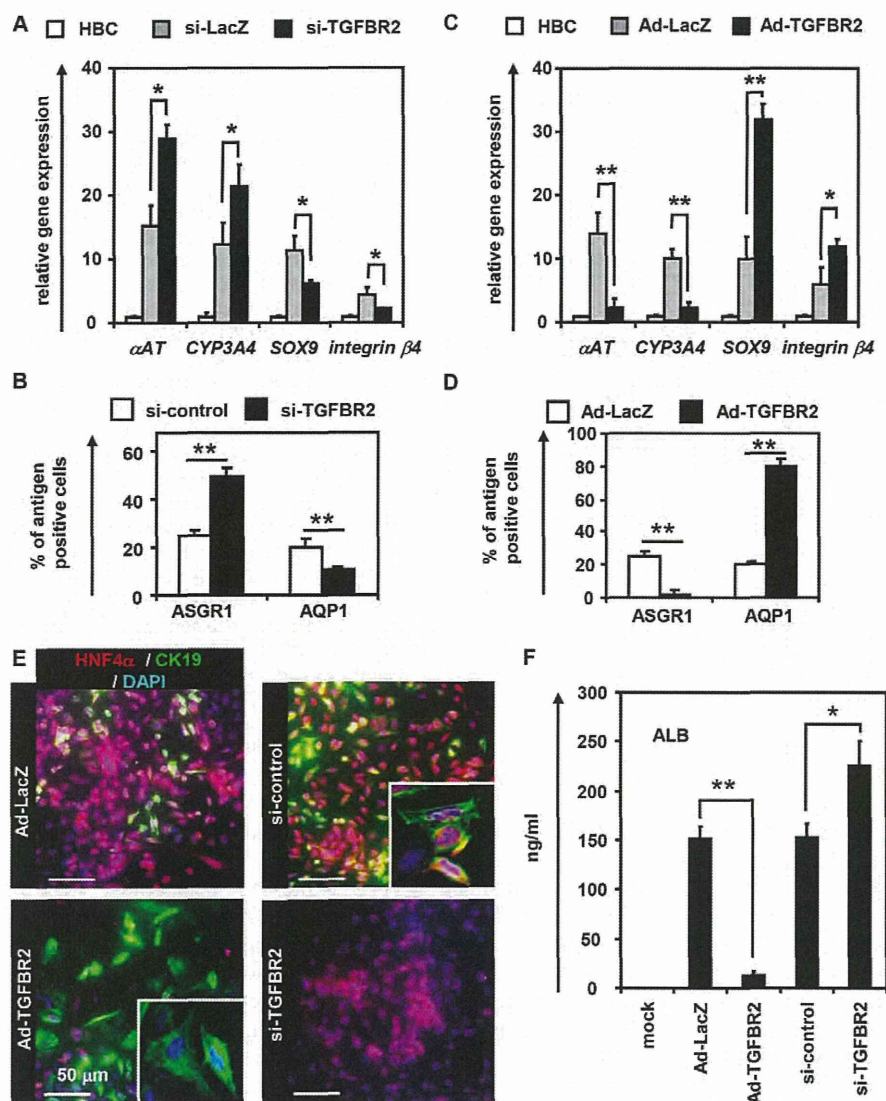 A
HBC si-LacZ si-TGFBR2
relative gene expression
40
30
20
10
0
* * * *
αAT CYP3A4 SOX9 integrin β4
C
HBC Ad-LacZ Ad-TGFBR2
relative gene expression
40
30
20
10
0
** ** ** *
αAT CYP3A4 SOX9 integrin β4
B
si-control si-TGFBR2
% of antigen
positive cells
60
40
20
0
** **
ASGR1 AQP1
D
Ad-LacZ Ad-TGFBR2
% of antigen
positive cells
100
80
60
40
20
0
** **
ASGR1 AQP1
E
HNF4α / CK19
/ DAPI
Ad-LacZ
si-control
Ad-TGFBR2
50 μm
si-TGFBR2
F
ALB
ng/ml
300
250
200
150
100
50
0
** *
mock Ad-LacZ Ad-TGFBR2 si-control si-TGFBR2